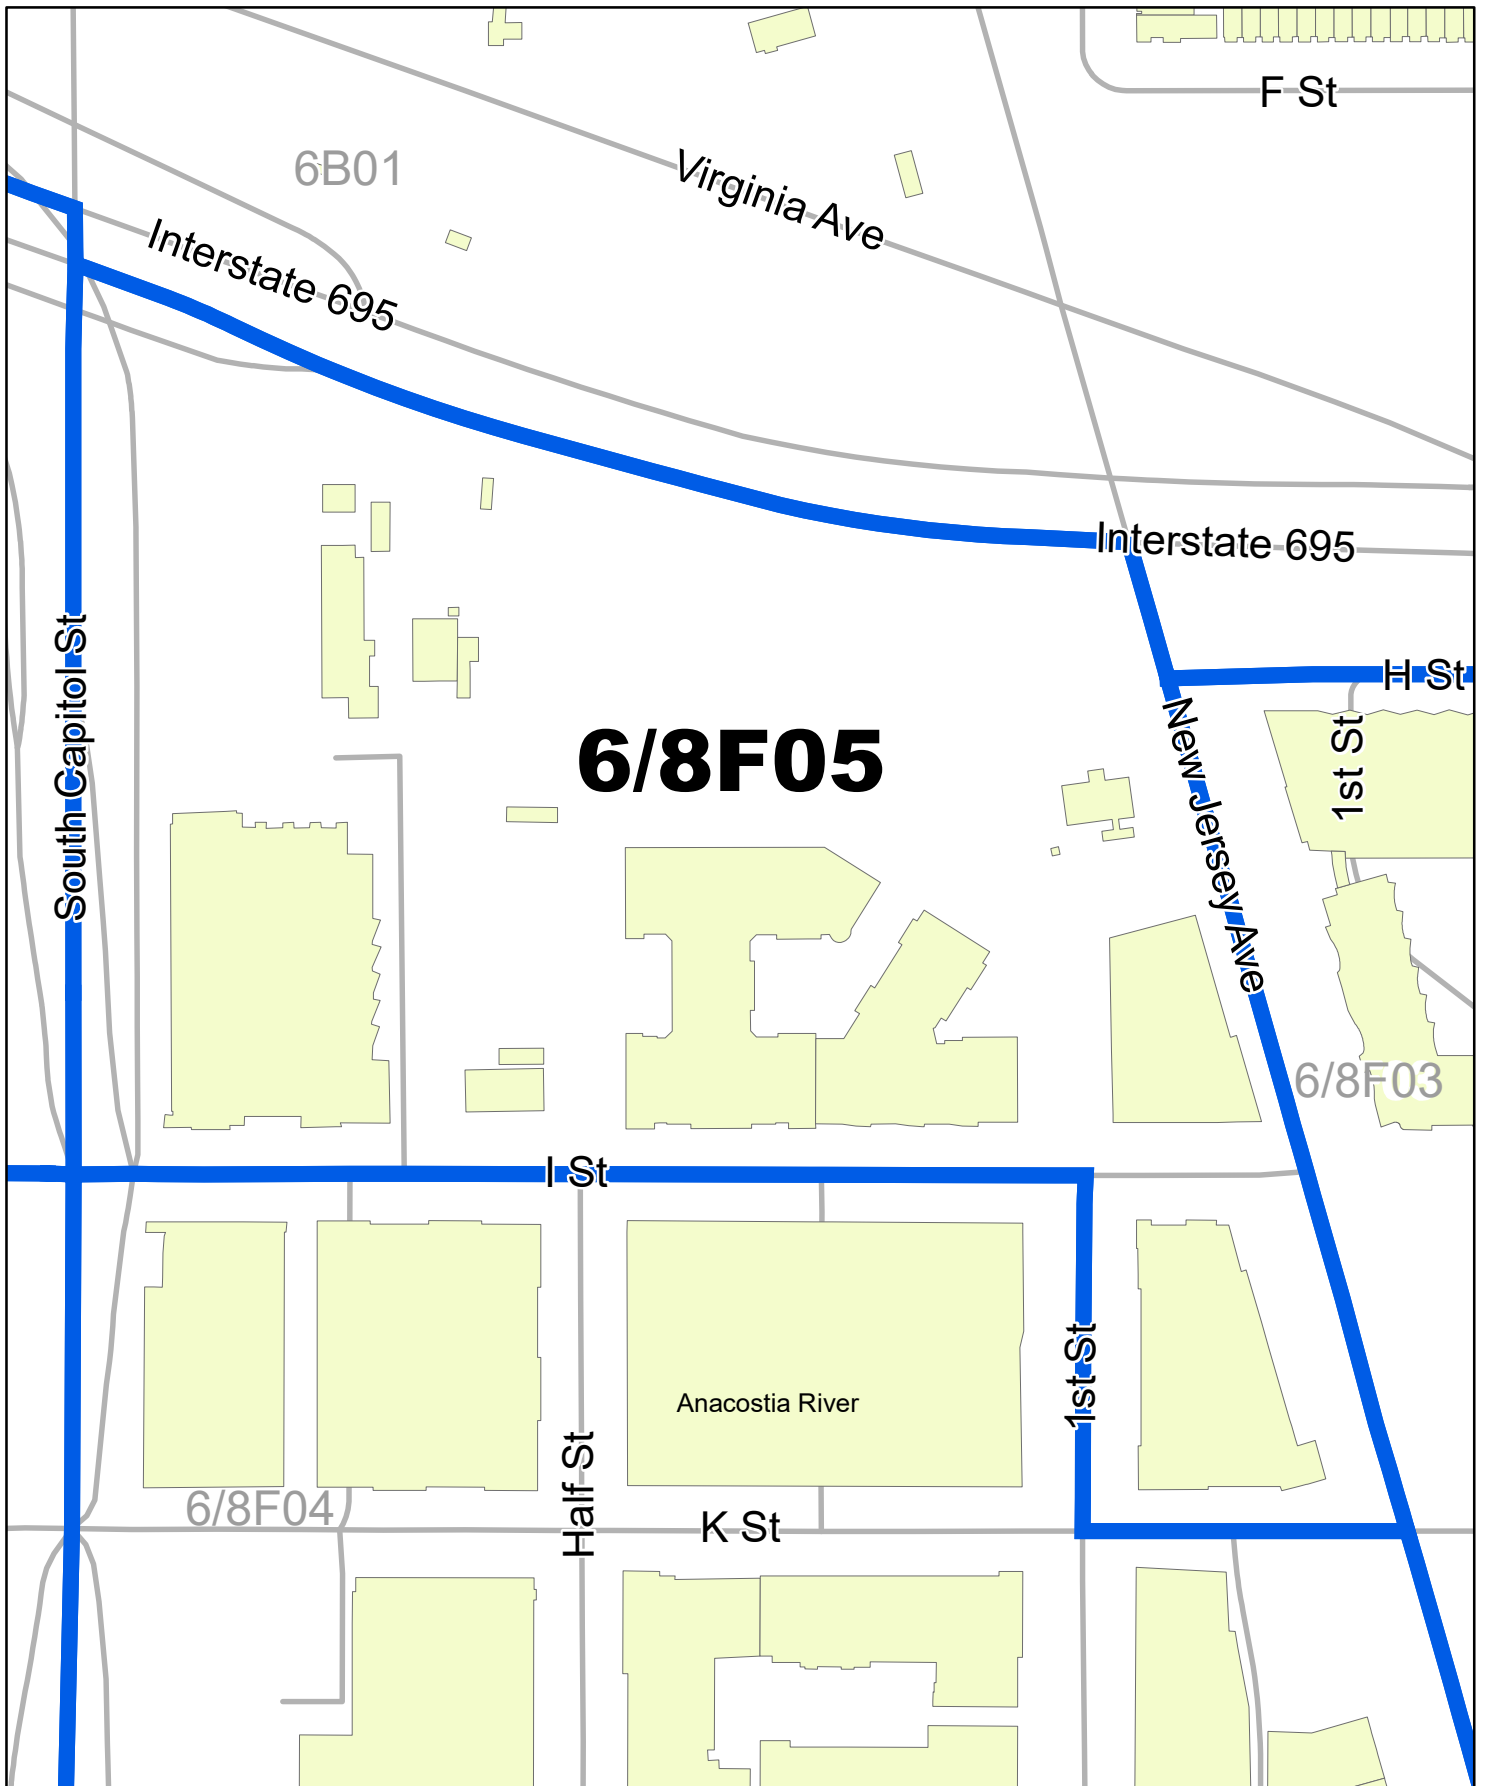 F St
6B01
Virginia Ave
Interstate 695
Interstate 695
H St
South Capitol St
1st St
New Jersey Ave
6/8F05
6/8F03
I St
1st St
Anacostia River
Half St
6/8F04
K St